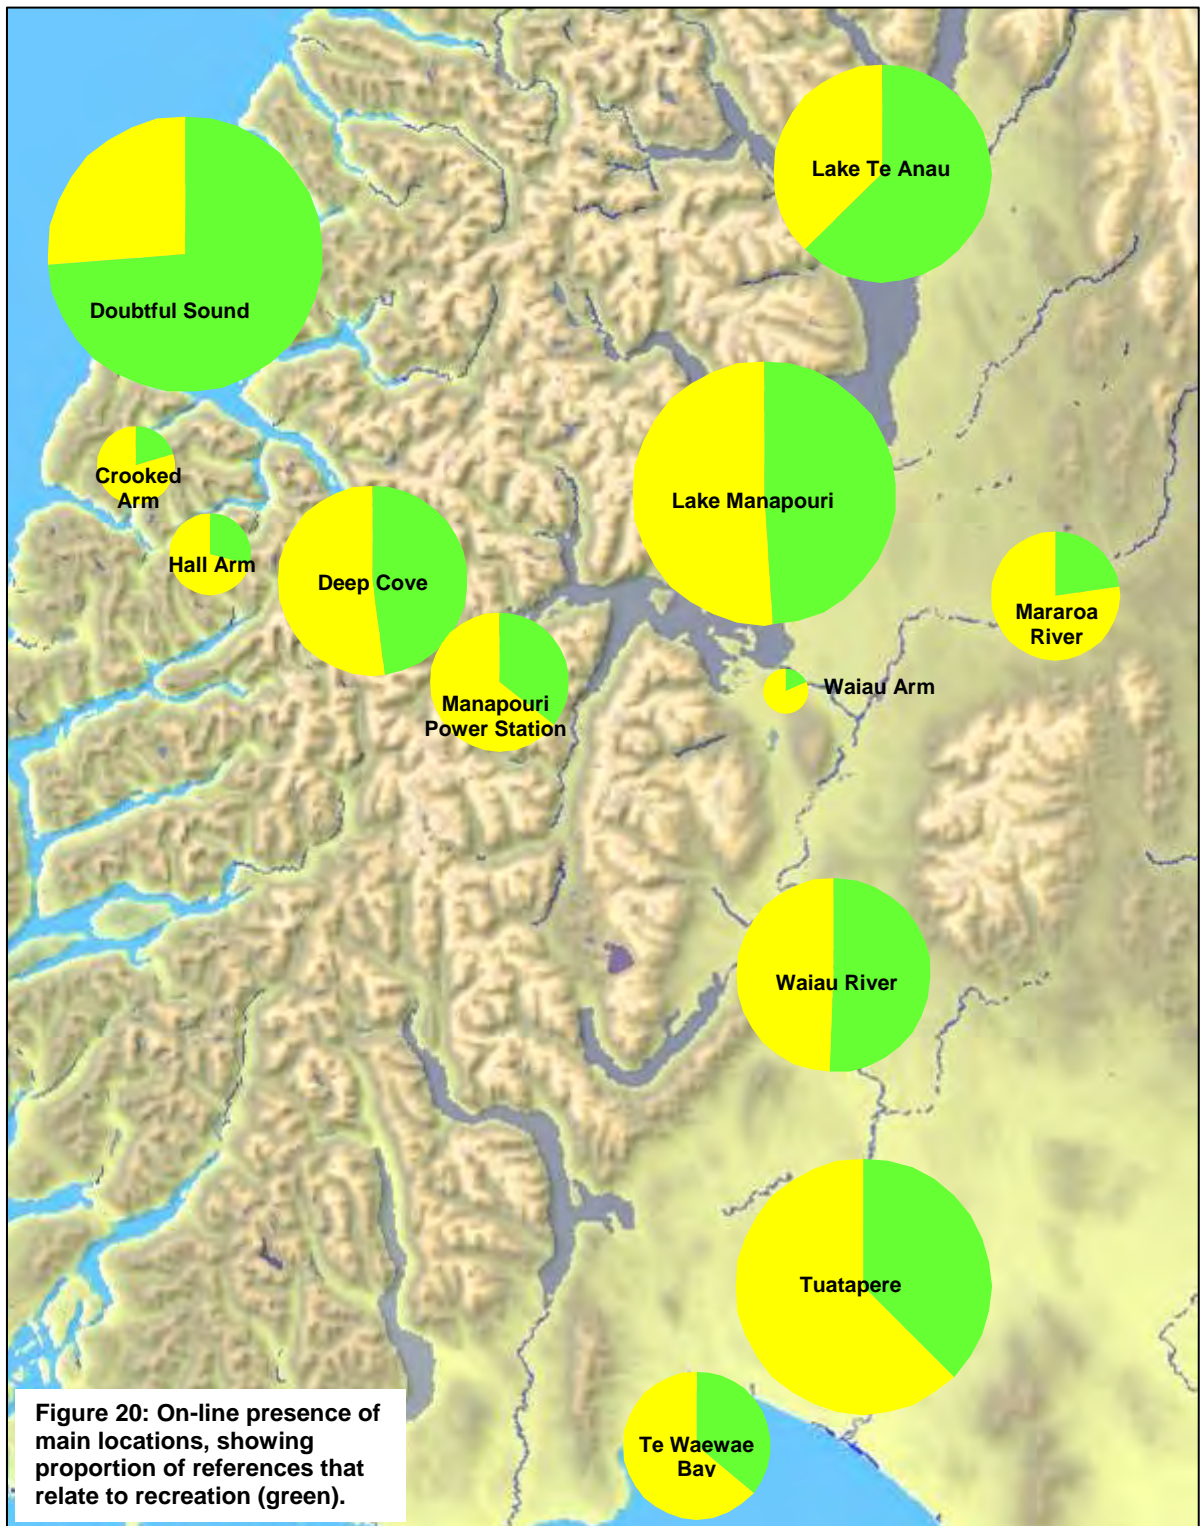 Lake Te Anau
Doubtful Sound
Crooked
Arm
Lake Manapouri
Hall Arm
Deep Cove
Mararoa
River
Manapouri
Power Station
Waiau Arm
Waiau River
Tuatapere
Te Waewae
Bay
Figure 20: On-line presence of
main locations, showing
proportion of references that
relate to recreation (green).